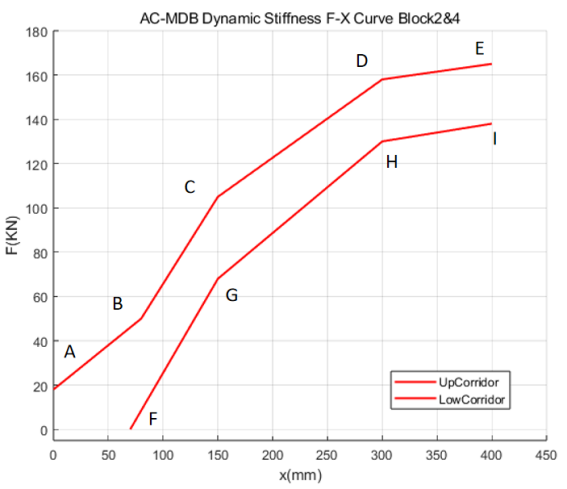 AC-MDB Dynamic Stiffness F-X Curve Block2&4
180
160
140
120
100
80
60
40
20
0
F(KN)
A
B
C
D
E
F
G
H
I
UpCorridor
LowCorridor
0 50 100 150 200 250 300 350 400 450
x(mm)